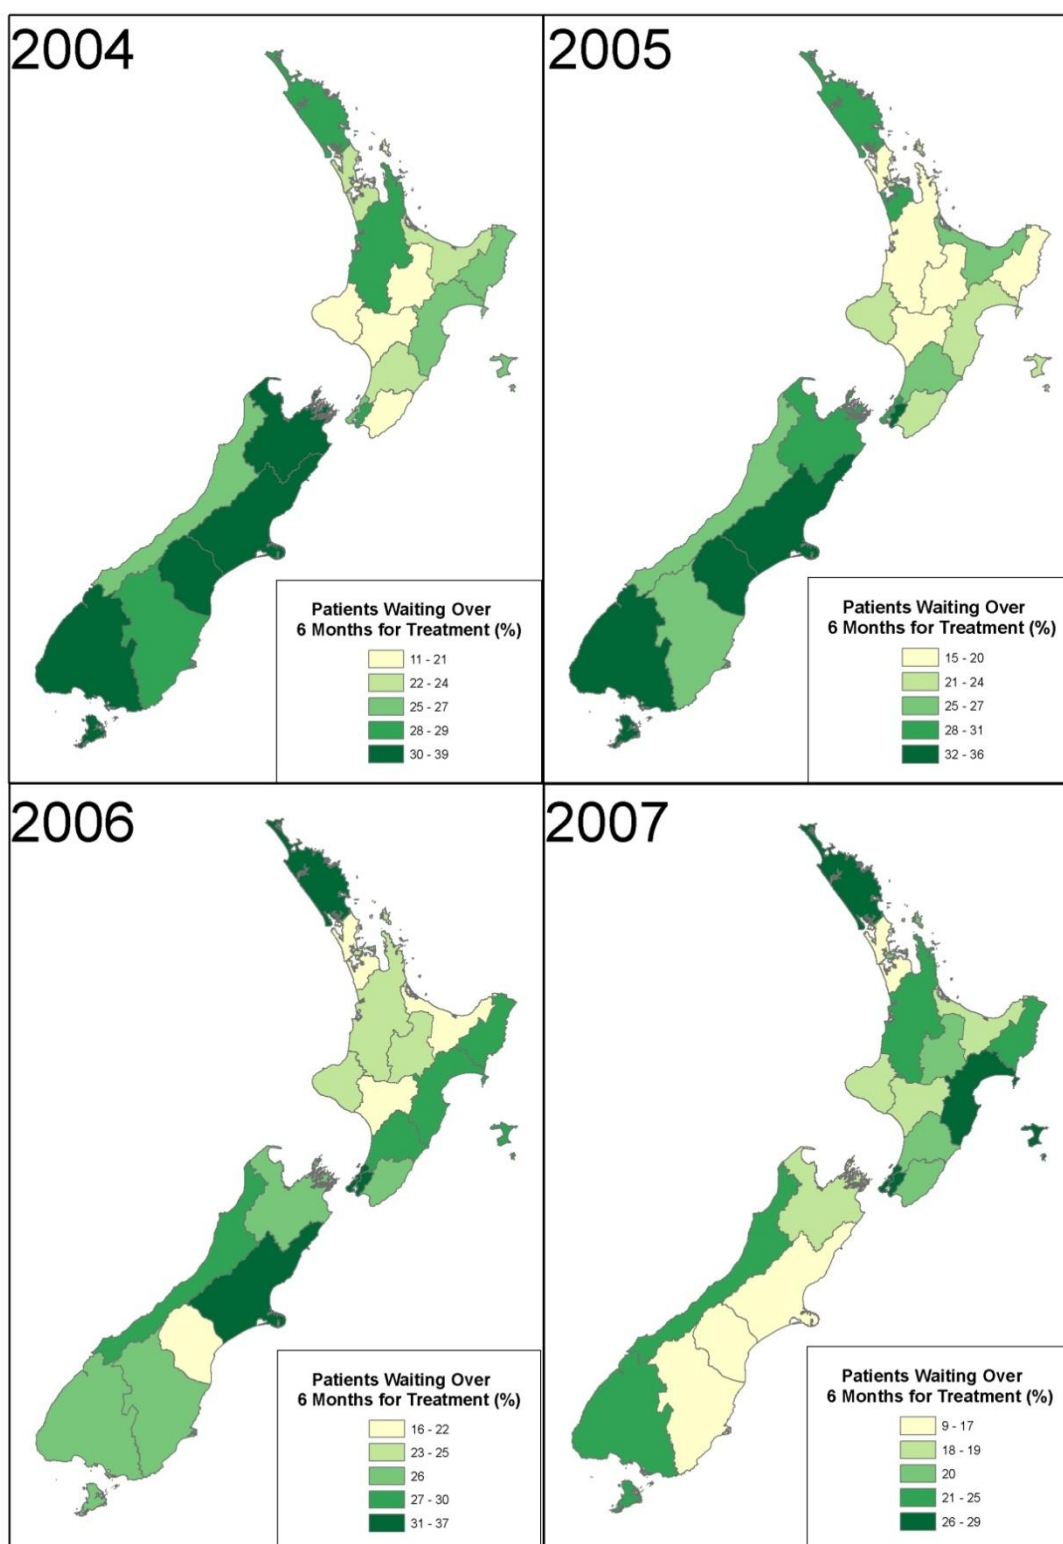 2004
Patients Waiting Over
6 Months for Treatment (%)
11 - 21
22 - 24
25 - 27
28 - 29
30 - 39
2005
Patients Waiting Over
6 Months for Treatment (%)
15 - 20
21 - 24
25 - 27
28 - 31
32 - 36
2006
Patients Waiting Over
6 Months for Treatment (%)
16 - 22
23 - 25
26
27 - 30
31 - 37
2007
Patients Waiting Over
6 Months for Treatment (%)
9 - 17
18 - 19
20
21 - 25
26 - 29